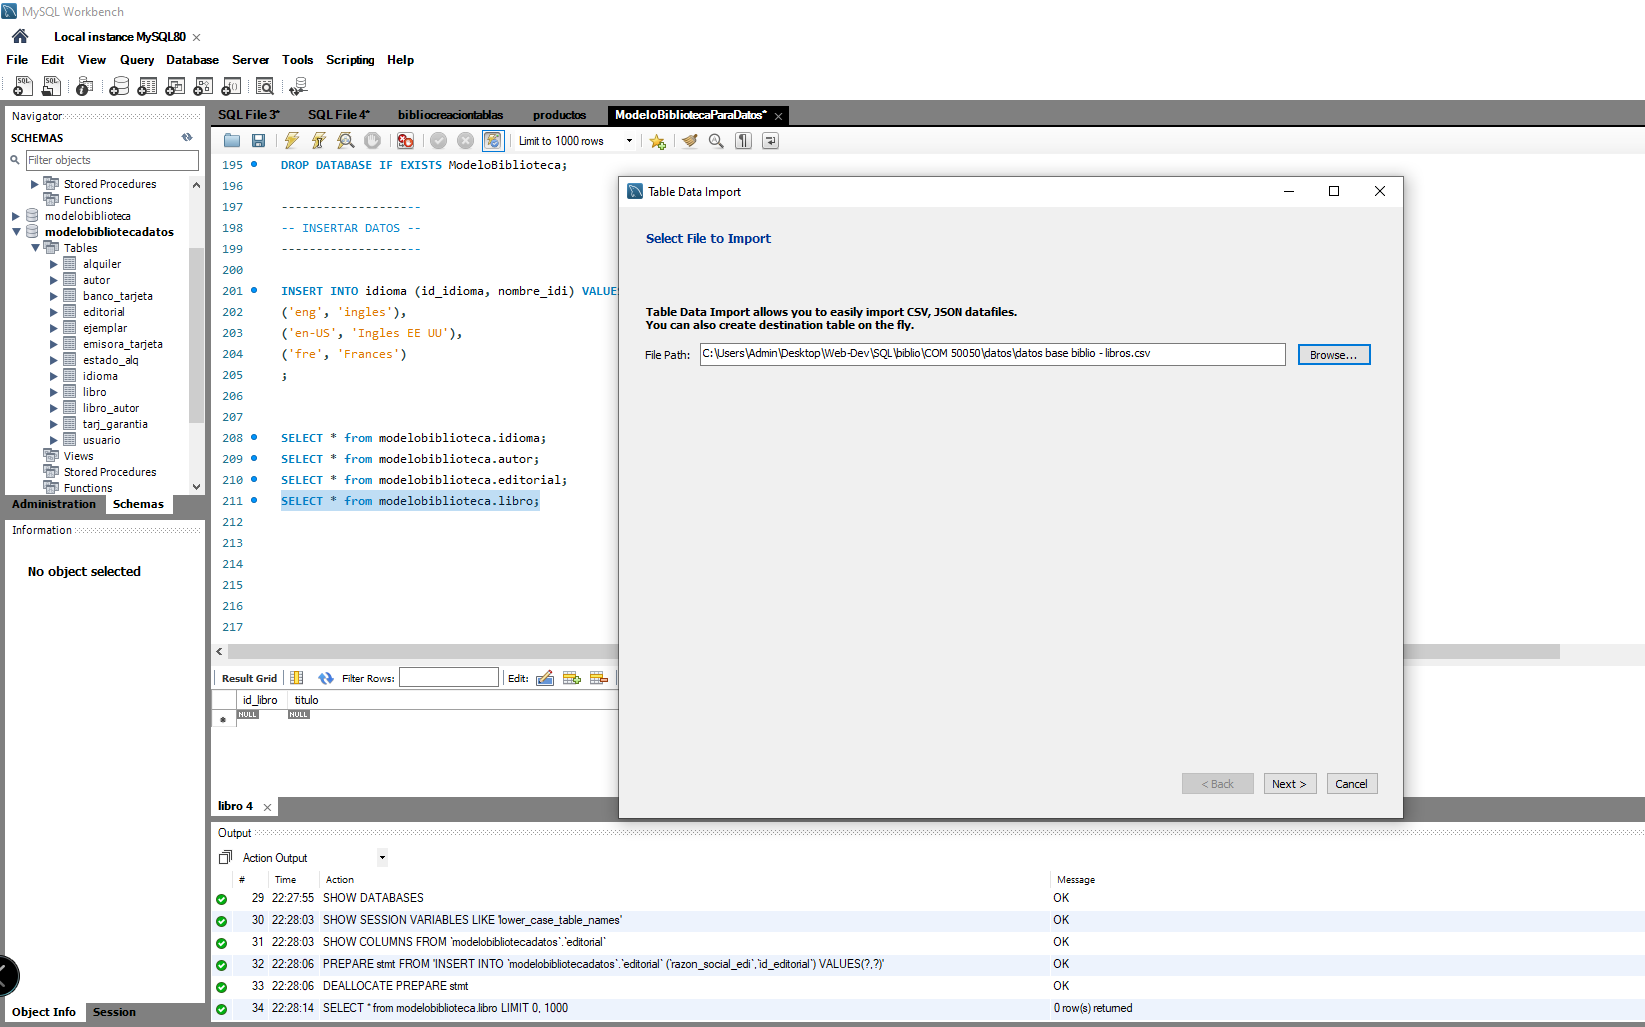 MySQL Workbench
Local instance MySQL80
File Edit View Query Database Server Tools Scripting Help
Navigator
SCHEMAS
Filter objects
Stored Procedures
Functions
modelobiblioteca
modelobibliotecadatos
Tables
alquiler
autor
banco_tarjeta
editorial
ejemplar
emisora_tarjeta
estado_alq
idioma
libro
libro_autor
tarj_garantia
usuario
Views
Stored Procedures
Functions
Administration Schemas
Information
No object selected
Object Info Session
SQL File 3* SQL File 4* bibliocreaciontablas productos ModeloBibliotecaParaDatos*
Limit to 1000 rows
195 DROP DATABASE IF EXISTS ModeloBiblioteca;
196
197 --------------------
198 -- INSERTAR DATOS --
199 --------------------
200
201 INSERT INTO idioma (id_idioma, nombre_idi) VALUES
202 ('eng', 'ingles'),
203 ('en-US', 'Ingles EE UU'),
204 ('fre', 'Frances')
205 ;
206
207
208 SELECT * from modelobiblioteca.idioma;
209 SELECT * from modelobiblioteca.autor;
210 SELECT * from modelobiblioteca.editorial;
211 SELECT * from modelobiblioteca.libro;
212
213
214
215
216
217
Result Grid Filter Rows: Edit:
id_libro titulo
NULL NULL
libro 4
Table Data Import
Select File to Import
Table Data Import allows you to easily import CSV, JSON datafiles.
You can also create destination table on the fly.
File Path: C:\Users\Admin\Desktop\Web-Dev\SQL\biblio\COM 50050\datos\datos base biblio - libros.csv Browse...
< Back Next > Cancel
Output
Action Output
# Time Action Message
29 22:27:55 SHOW DATABASES OK
30 22:28:03 SHOW SESSION VARIABLES LIKE 'lower_case_table_names' OK
31 22:28:03 SHOW COLUMNS FROM `modelobibliotecadatos`.`editorial` OK
32 22:28:06 PREPARE stmt FROM 'INSERT INTO `modelobibliotecadatos`.`editorial` (`razon_social_edi`,`id_editorial`) VALUES(?,?)' OK
33 22:28:06 DEALLOCATE PREPARE stmt OK
34 22:28:14 SELECT * from modelobiblioteca.libro LIMIT 0, 1000 0 row(s) returned